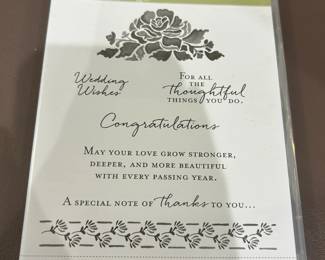 Wedding
Wishes
FOR ALL
THE
thoughtful
THINGS YOU DO.
Congratulations
MAY YOUR LOVE GROW STRONGER,
DEEPER, AND MORE BEAUTIFUL
WITH EVERY PASSING YEAR.
A SPECIAL NOTE OF thanks TO YOU...